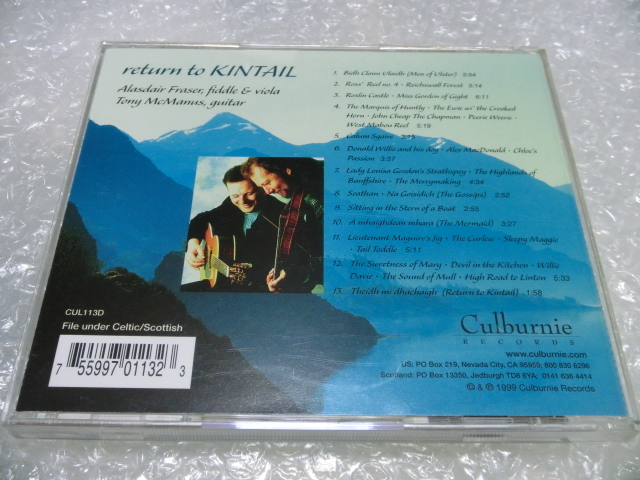 return to KINTAIL
Alasdair Fraser, fiddle & viola
Tony McManus, guitar
1. Bidh Clann Ulaidh (Men of Ulster) · 3:54
2. Ross' Reel no. 4 · Reichswall Forest · 3:14
3. Roslin Castle · Miss Gordon of Gight · 6:11
4. The Marquis of Huntly · The Ewie wi' the Crooked
Horn · John Cheap The Chapman · Peerie Weerie ·
West Mabou Reel · 5:19
5. Calum Sgaire · 3:45
6. Donald Willie and his dog · Alex MacDonald · Chloe's
Passion · 3:27
7. Lady Louisa Gordon's Strathspey · The Highlands of
Banffshire · The Merrymaking · 4:34
8. Seathan · Na Goisidich (The Gossips) · 2:52
9. Sitting in the Stern of a Boat · 2:55
10. A mhaighdean mhara (The Mermaid) · 3:27
11. Lieutenant Maguire's Jig · The Curlew · Sleepy Maggie
· Tail Toddle · 5:11
12. The Sweetness of Mary · Devil in the Kitchen · Willie
Davie · The Sound of Mull · High Road to Linton · 5:33
13. Theidh mi dhachaigh (Return to Kintail) · 1:58
Culburnie
RECORDS
www.culburnie.com
US: PO Box 219, Nevada City, CA 95959; 800 830 6296
Scotland: PO Box 13350, Jedburgh TD8 6YA; 0141 636 4414
© & ℗ 1999 Culburnie Records
CUL113D
File under Celtic/Scottish
7 55997 01132 3